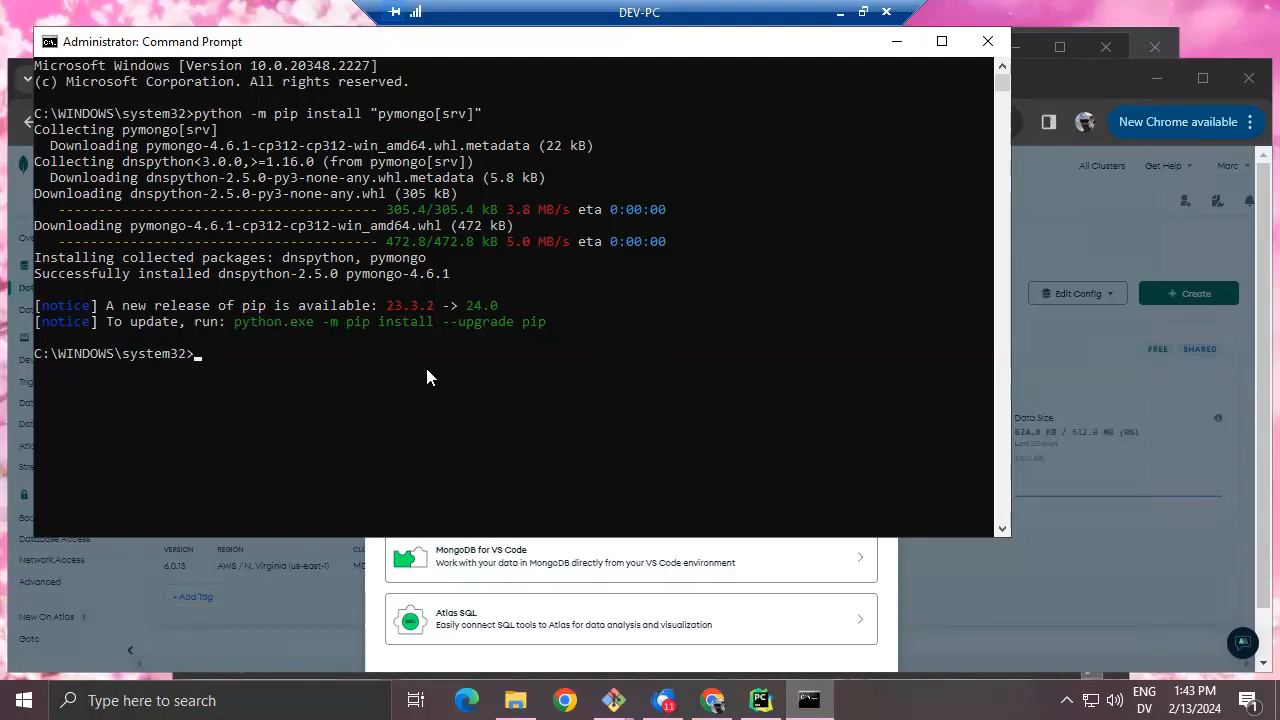 DEV-PC
Administrator: Command Prompt
Microsoft Windows [Version 10.0.20348.2227]
(c) Microsoft Corporation. All rights reserved.
C:\WINDOWS\system32>python -m pip install "pymongo[srv]"
Collecting pymongo[srv]
Downloading pymongo-4.6.1-cp312-cp312-win_amd64.whl.metadata (22 kB)
Collecting dnspython<3.0.0,>=1.16.0 (from pymongo[srv])
Downloading dnspython-2.5.0-py3-none-any.whl.metadata (5.8 kB)
Downloading dnspython-2.5.0-py3-none-any.whl (305 kB)
---------------------------------------- 305.4/305.4 kB 3.8 MB/s eta 0:00:00
Downloading pymongo-4.6.1-cp312-cp312-win_amd64.whl (472 kB)
---------------------------------------- 472.8/472.8 kB 5.0 MB/s eta 0:00:00
Installing collected packages: dnspython, pymongo
Successfully installed dnspython-2.5.0 pymongo-4.6.1
[notice] A new release of pip is available: 23.3.2 -> 24.0
[notice] To update, run: python.exe -m pip install --upgrade pip
C:\WINDOWS\system32>
New Chrome available
All Clusters Get Help Marc
Edit Config + Create
FREE SHARED
Data Size
624.8 KB / 512.0 MB (0%)
Database Access
Network Access
Advanced
New On Atlas
Goto
VERSION REGION
6.0.13 AWS / N. Virginia (us-east-1)
+ Add Tag
MongoDB for VS Code
Work with your data in MongoDB directly from your VS Code environment
Atlas SQL
Easily connect SQL tools to Atlas for data analysis and visualization
Type here to search
11
PC
ENG
DV
1:43 PM
2/13/2024
1